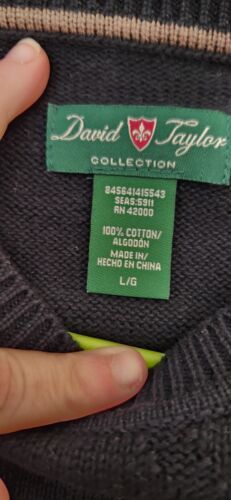 David Taylor
COLLECTION
845641415543
SEAS:S911
RN 42000
100% COTTON/
ALGODÓN
MADE IN/
HECHO EN CHINA
L/G